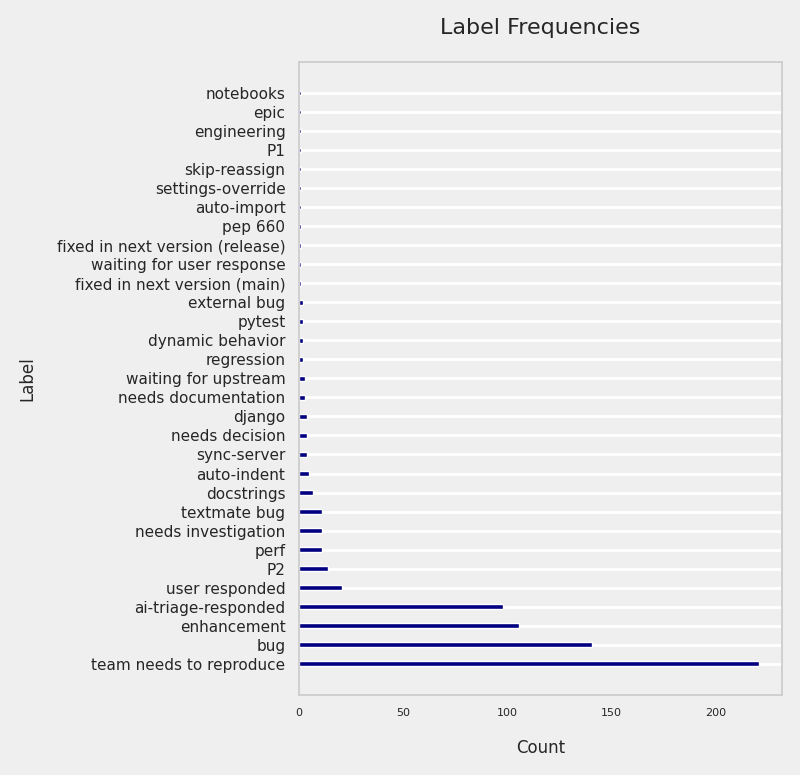 Label Frequencies
notebooks
epic
engineering
P1
skip-reassign
settings-override
auto-import
pep 660
fixed in next version (release)
waiting for user response
fixed in next version (main)
external bug
pytest
dynamic behavior
regression
waiting for upstream
needs documentation
django
needs decision
sync-server
auto-indent
docstrings
textmate bug
needs investigation
perf
P2
user responded
ai-triage-responded
enhancement
bug
team needs to reproduce
Label
0 50 100 150 200
Count